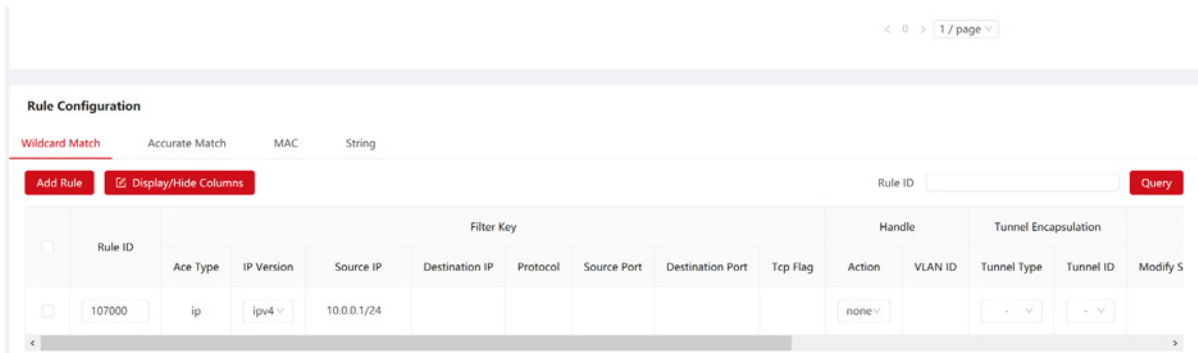 < 0 > 1 / page
Rule Configuration
Wildcard Match Accurate Match MAC String
Add Rule Display/Hide Columns Rule ID Query
Rule ID Filter Key Handle Tunnel Encapsulation
Ace Type IP Version Source IP Destination IP Protocol Source Port Destination Port Tcp Flag Action VLAN ID Tunnel Type Tunnel ID Modify S
107000 ip ipv4 10.0.0.1/24 none - -